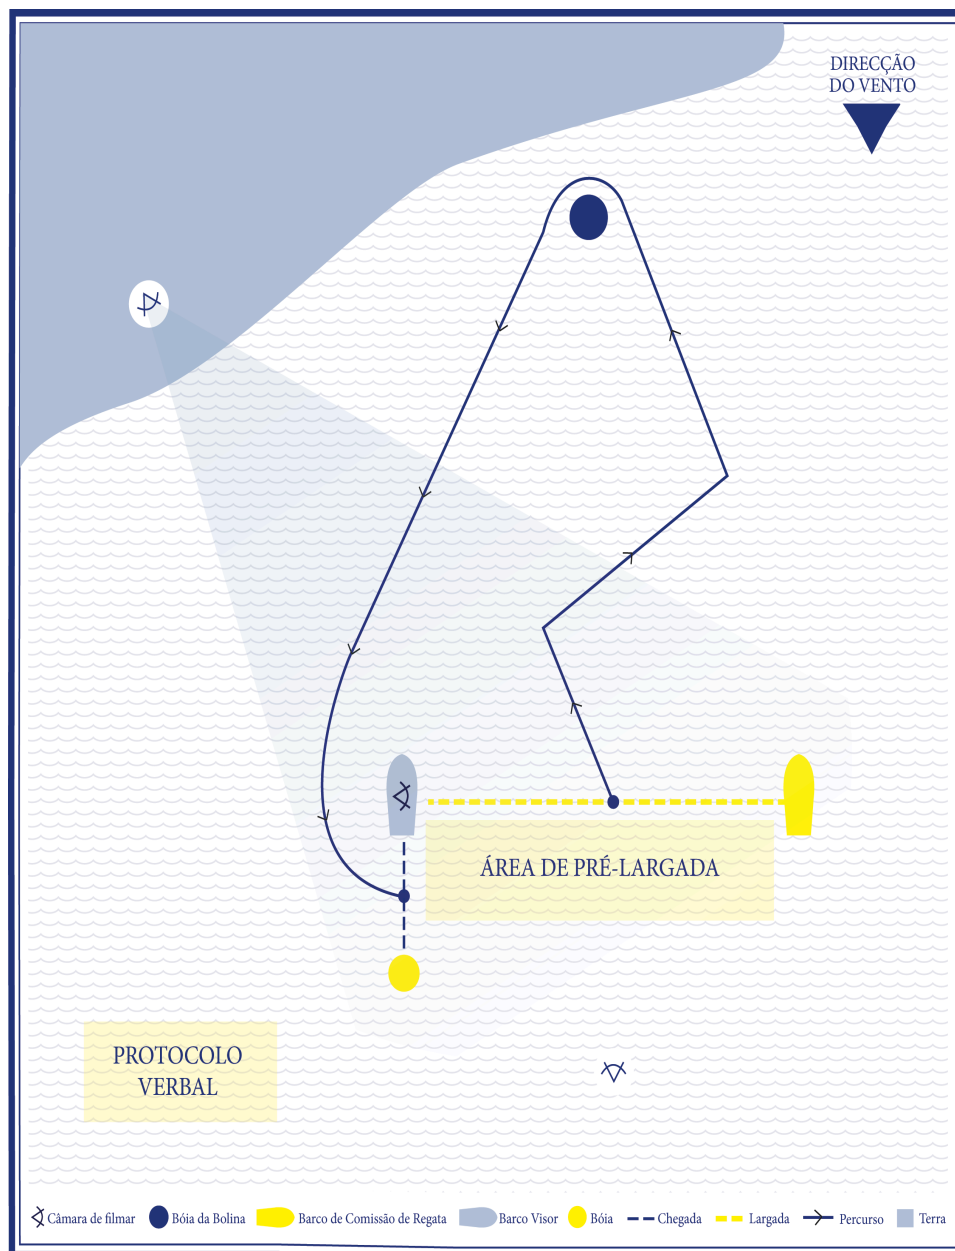 DIRECÇÃO
DO VENTO
ÁREA DE PRÉ-LARGADA
PROTOCOLO
VERBAL
Câmara de filmar Bóia da Bolina Barco de Comissão de Regata Barco Visor Bóia Chegada Largada Percurso Terra